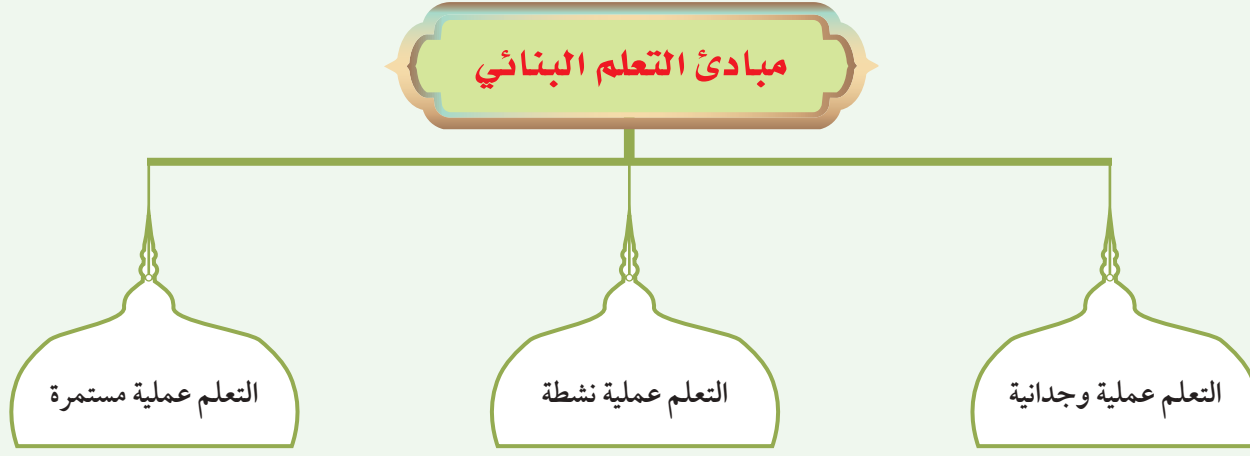 مبادئ التعلم البنائي
التعلم عملية وجدانية
التعلم عملية نشطة
التعلم عملية مستمرة